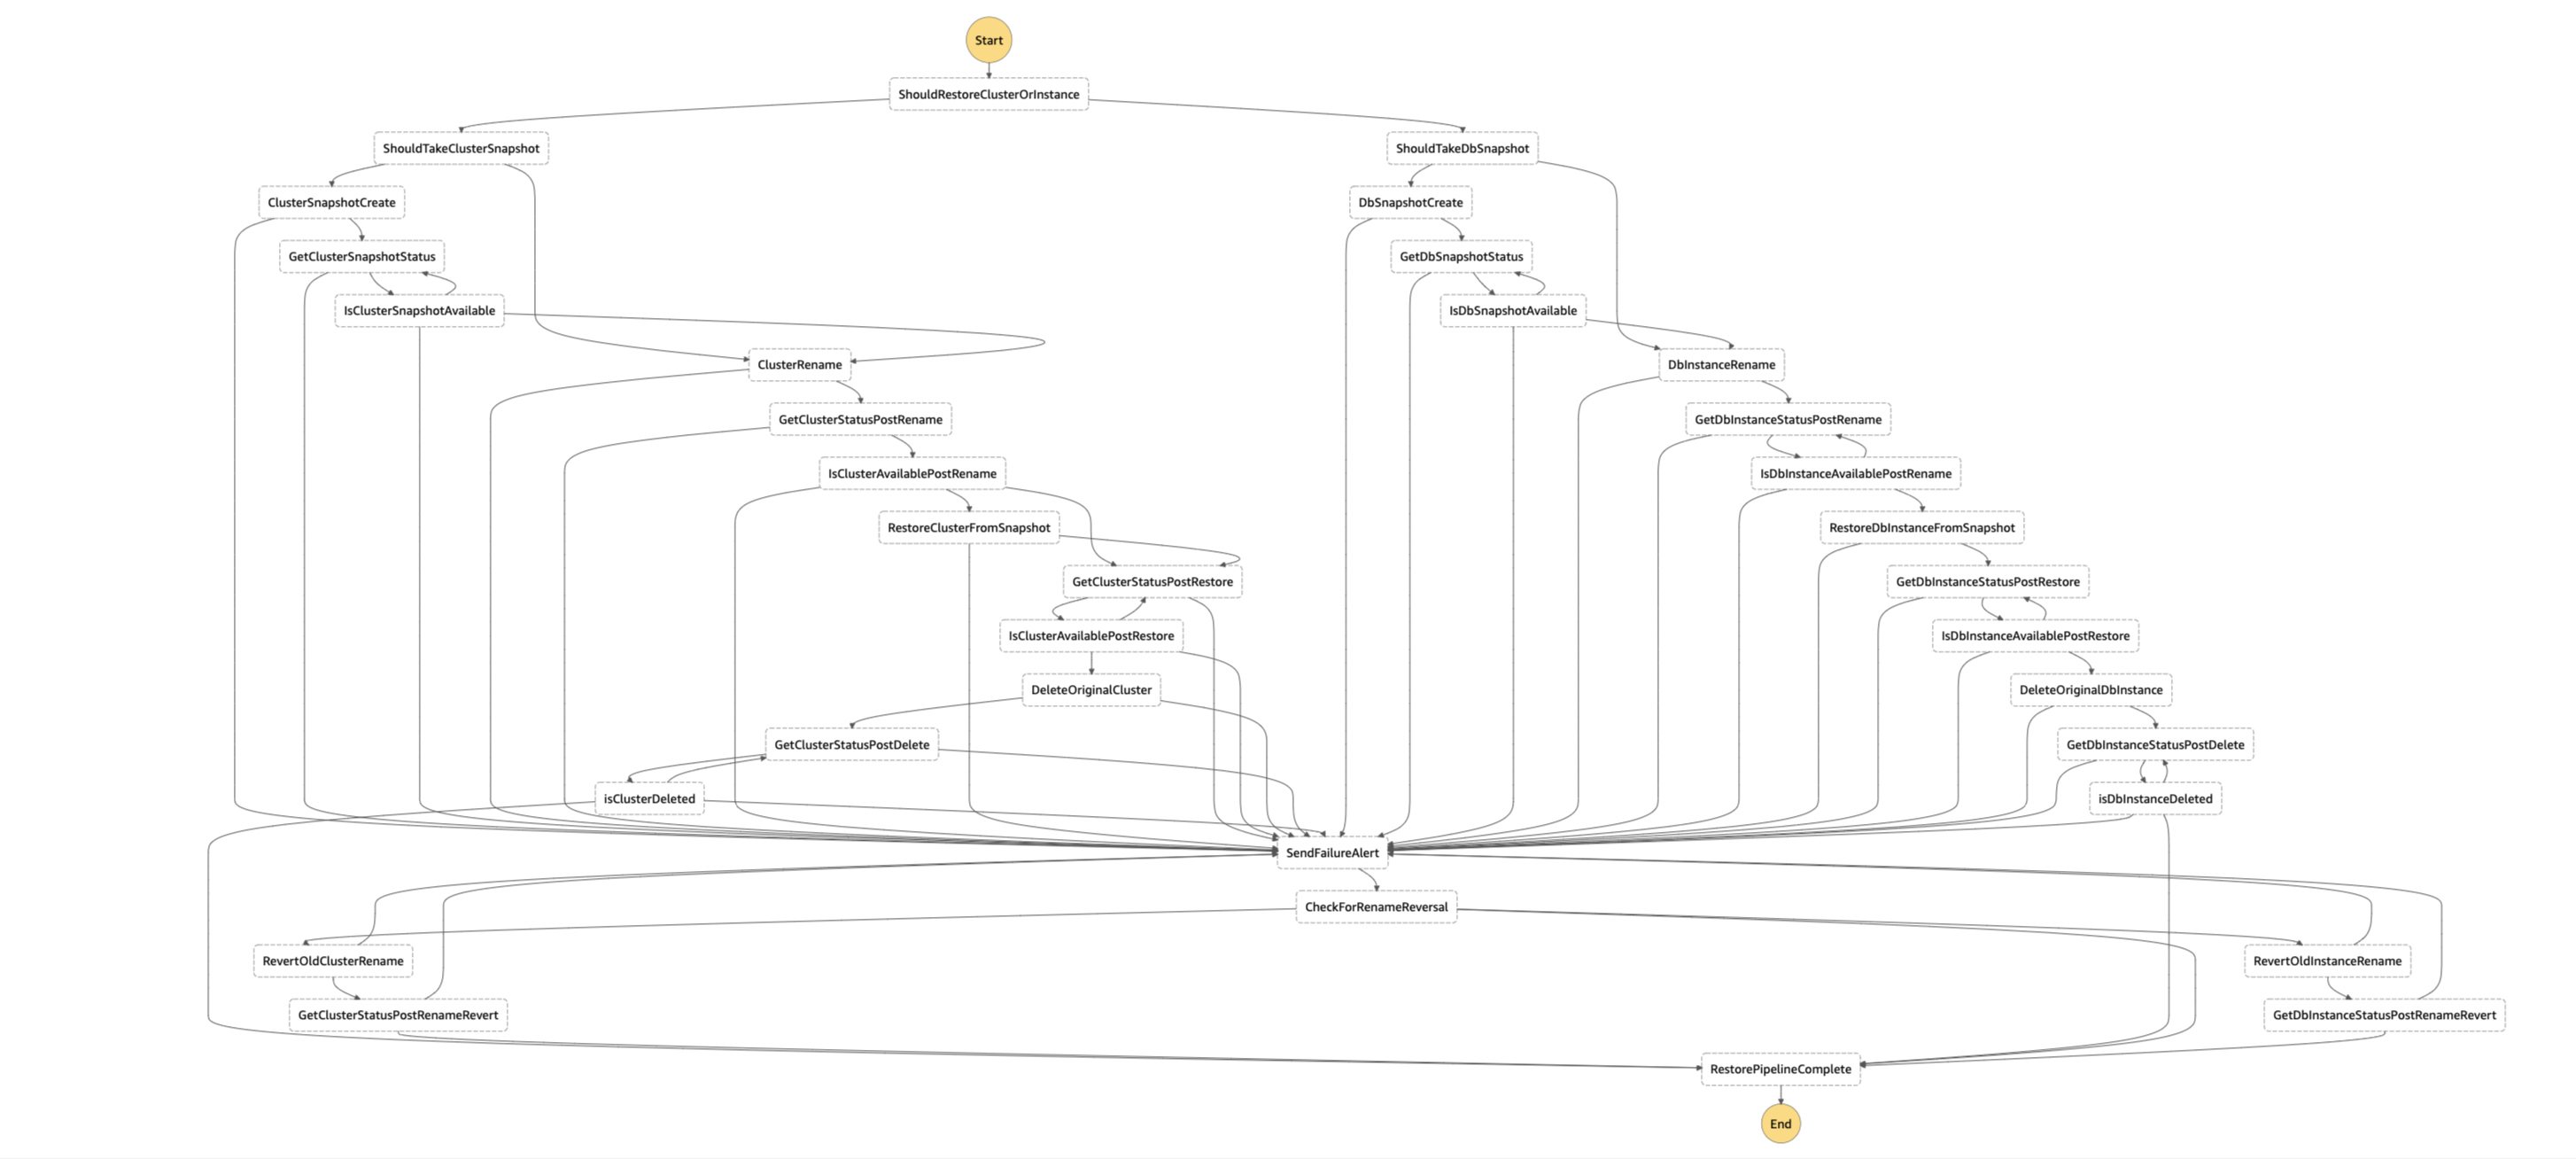 Start
ShouldRestoreClusterOrInstance
ShouldTakeClusterSnapshot
ShouldTakeDbSnapshot
ClusterSnapshotCreate
DbSnapshotCreate
GetClusterSnapshotStatus
GetDbSnapshotStatus
IsClusterSnapshotAvailable
IsDbSnapshotAvailable
ClusterRename
DbInstanceRename
GetClusterStatusPostRename
GetDbInstanceStatusPostRename
IsClusterAvailablePostRename
IsDbInstanceAvailablePostRename
RestoreClusterFromSnapshot
RestoreDbInstanceFromSnapshot
GetClusterStatusPostRestore
GetDbInstanceStatusPostRestore
IsClusterAvailablePostRestore
IsDbInstanceAvailablePostRestore
DeleteOriginalCluster
DeleteOriginalDbInstance
GetClusterStatusPostDelete
GetDbInstanceStatusPostDelete
isClusterDeleted
isDbInstanceDeleted
SendFailureAlert
CheckForRenameReversal
RevertOldClusterRename
RevertOldInstanceRename
GetClusterStatusPostRenameRevert
GetDbInstanceStatusPostRenameRevert
RestorePipelineComplete
End